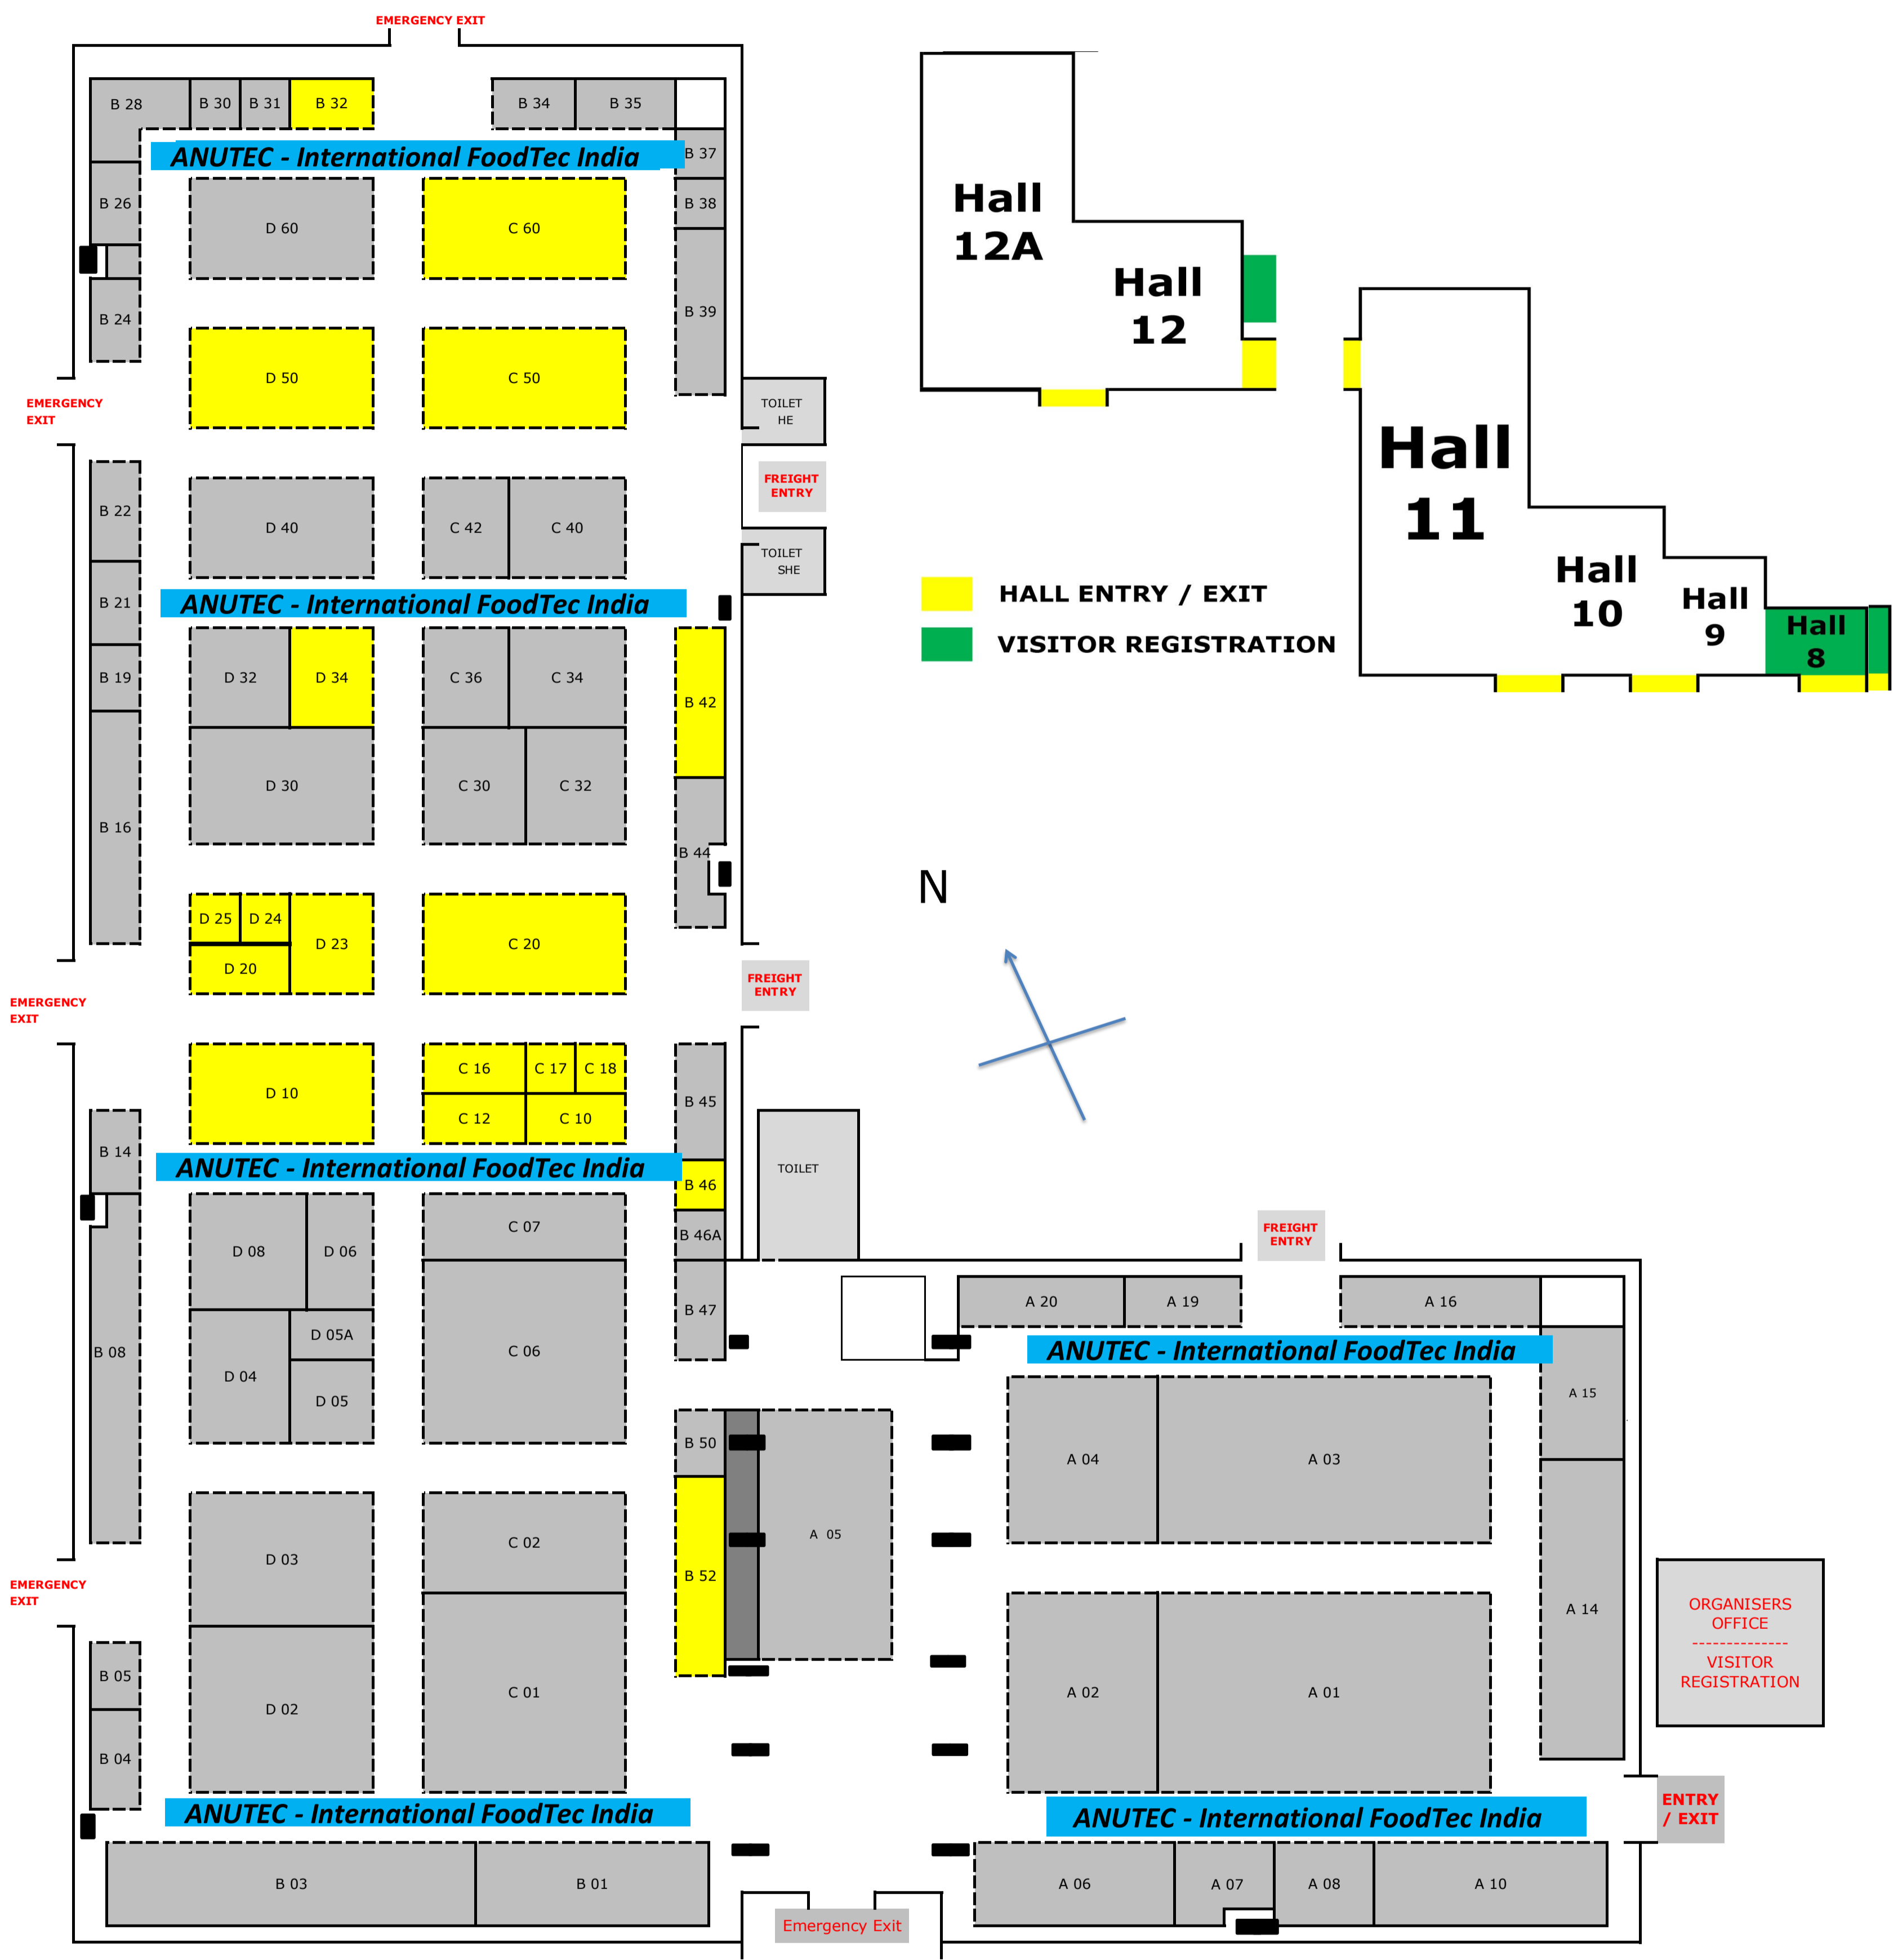 EMERGENCY EXIT
B 28
B 30
B 31
B 32
B 34
B 35
ANUTEC - International FoodTec India
B 37
B 26
D 60
C 60
B 38
B 24
B 39
D 50
C 50
EMERGENCY
EXIT
TOILET
HE
FREIGHT
ENTRY
B 22
D 40
C 42
C 40
TOILET
SHE
B 21
ANUTEC - International FoodTec India
B 19
D 32
D 34
C 36
C 34
B 42
D 30
C 30
C 32
B 16
B 44
D 25
D 24
D 23
D 20
C 20
FREIGHT
ENTRY
EMERGENCY
EXIT
D 10
C 16
C 17
C 18
C 12
C 10
B 45
B 14
ANUTEC - International FoodTec India
B 46
TOILET
D 08
D 06
C 07
B 46A
B 47
B 08
D 05A
D 04
D 05
C 06
B 50
D 03
C 02
B 52
A 05
EMERGENCY
EXIT
B 05
D 02
C 01
B 04
ANUTEC - International FoodTec India
B 03
B 01
Emergency Exit
Hall
12A
Hall
12
Hall
11
Hall
10
Hall
9
Hall
8
HALL ENTRY / EXIT
VISITOR REGISTRATION
N
FREIGHT
ENTRY
A 20
A 19
A 16
ANUTEC - International FoodTec India
A 15
A 04
A 03
A 14
A 02
A 01
ORGANISERS
OFFICE
--------------
VISITOR
REGISTRATION
ENTRY
/ EXIT
ANUTEC - International FoodTec India
A 06
A 07
A 08
A 10